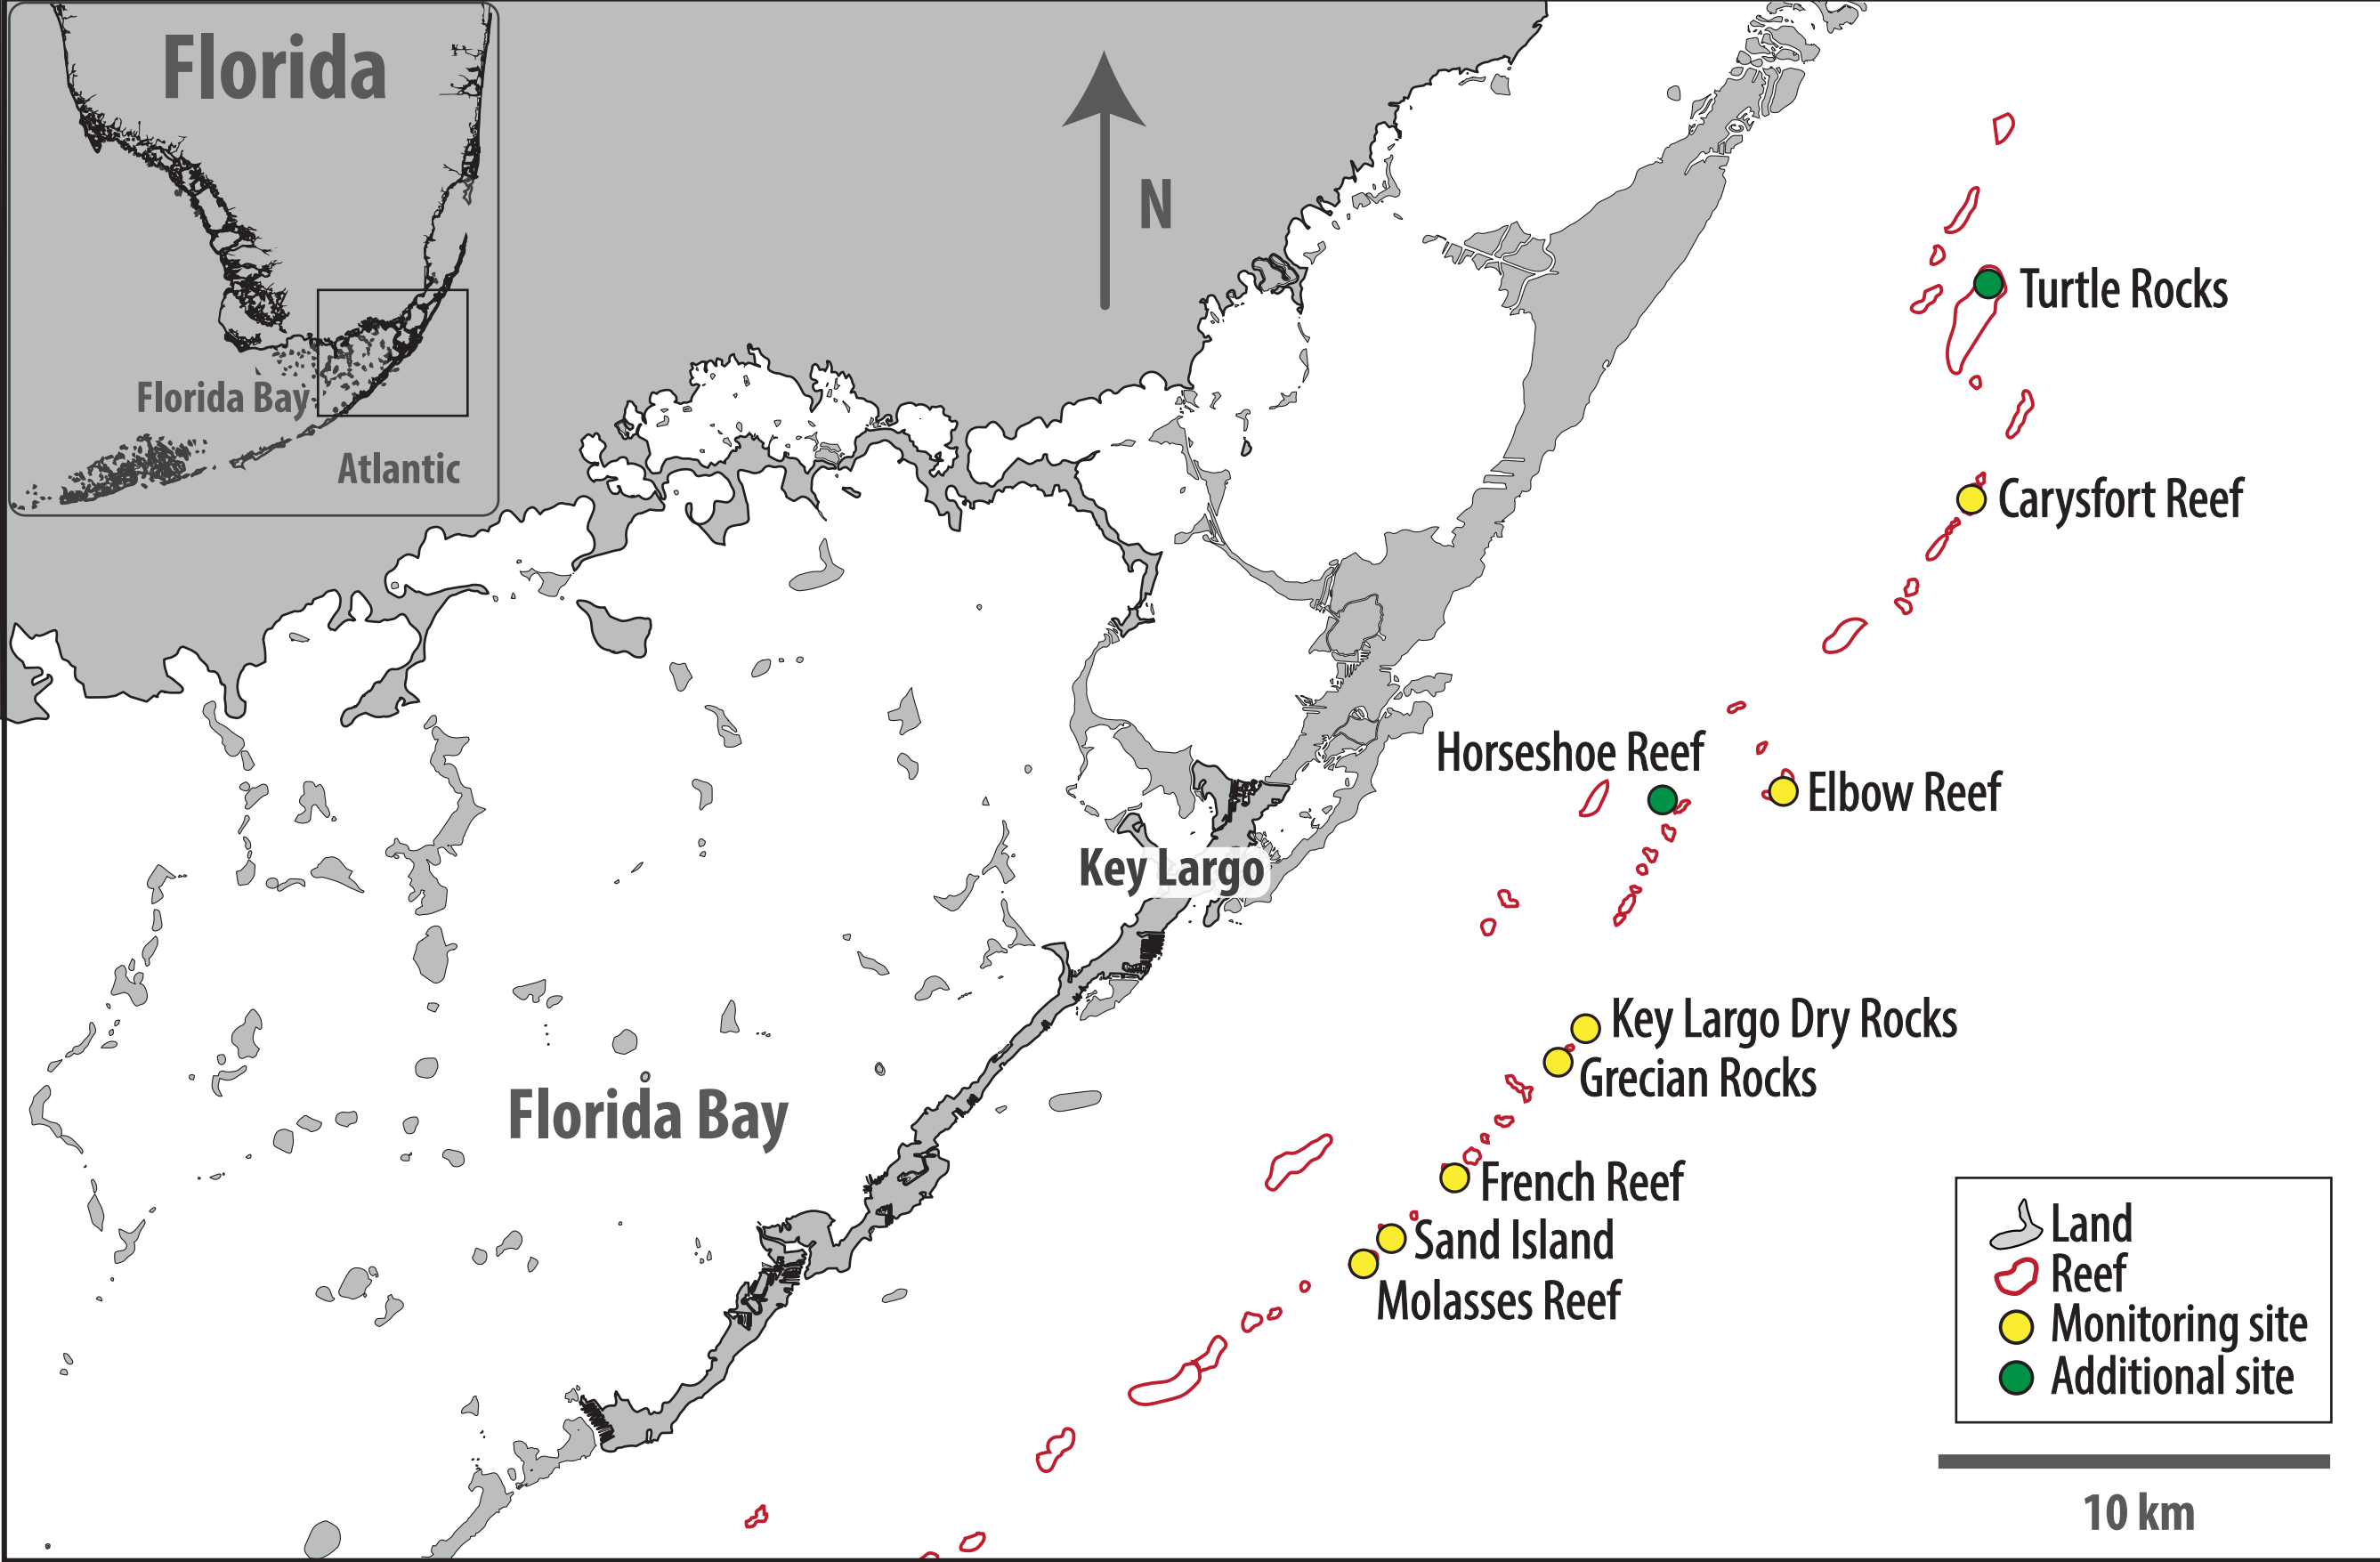 Florida
Florida Bay
Atlantic
N
Turtle Rocks
Carysfort Reef
Horseshoe Reef
Elbow Reef
Key Largo
Key Largo Dry Rocks
Grecian Rocks
Florida Bay
French Reef
Sand Island
Molasses Reef
Land
Reef
Monitoring site
Additional site
10 km